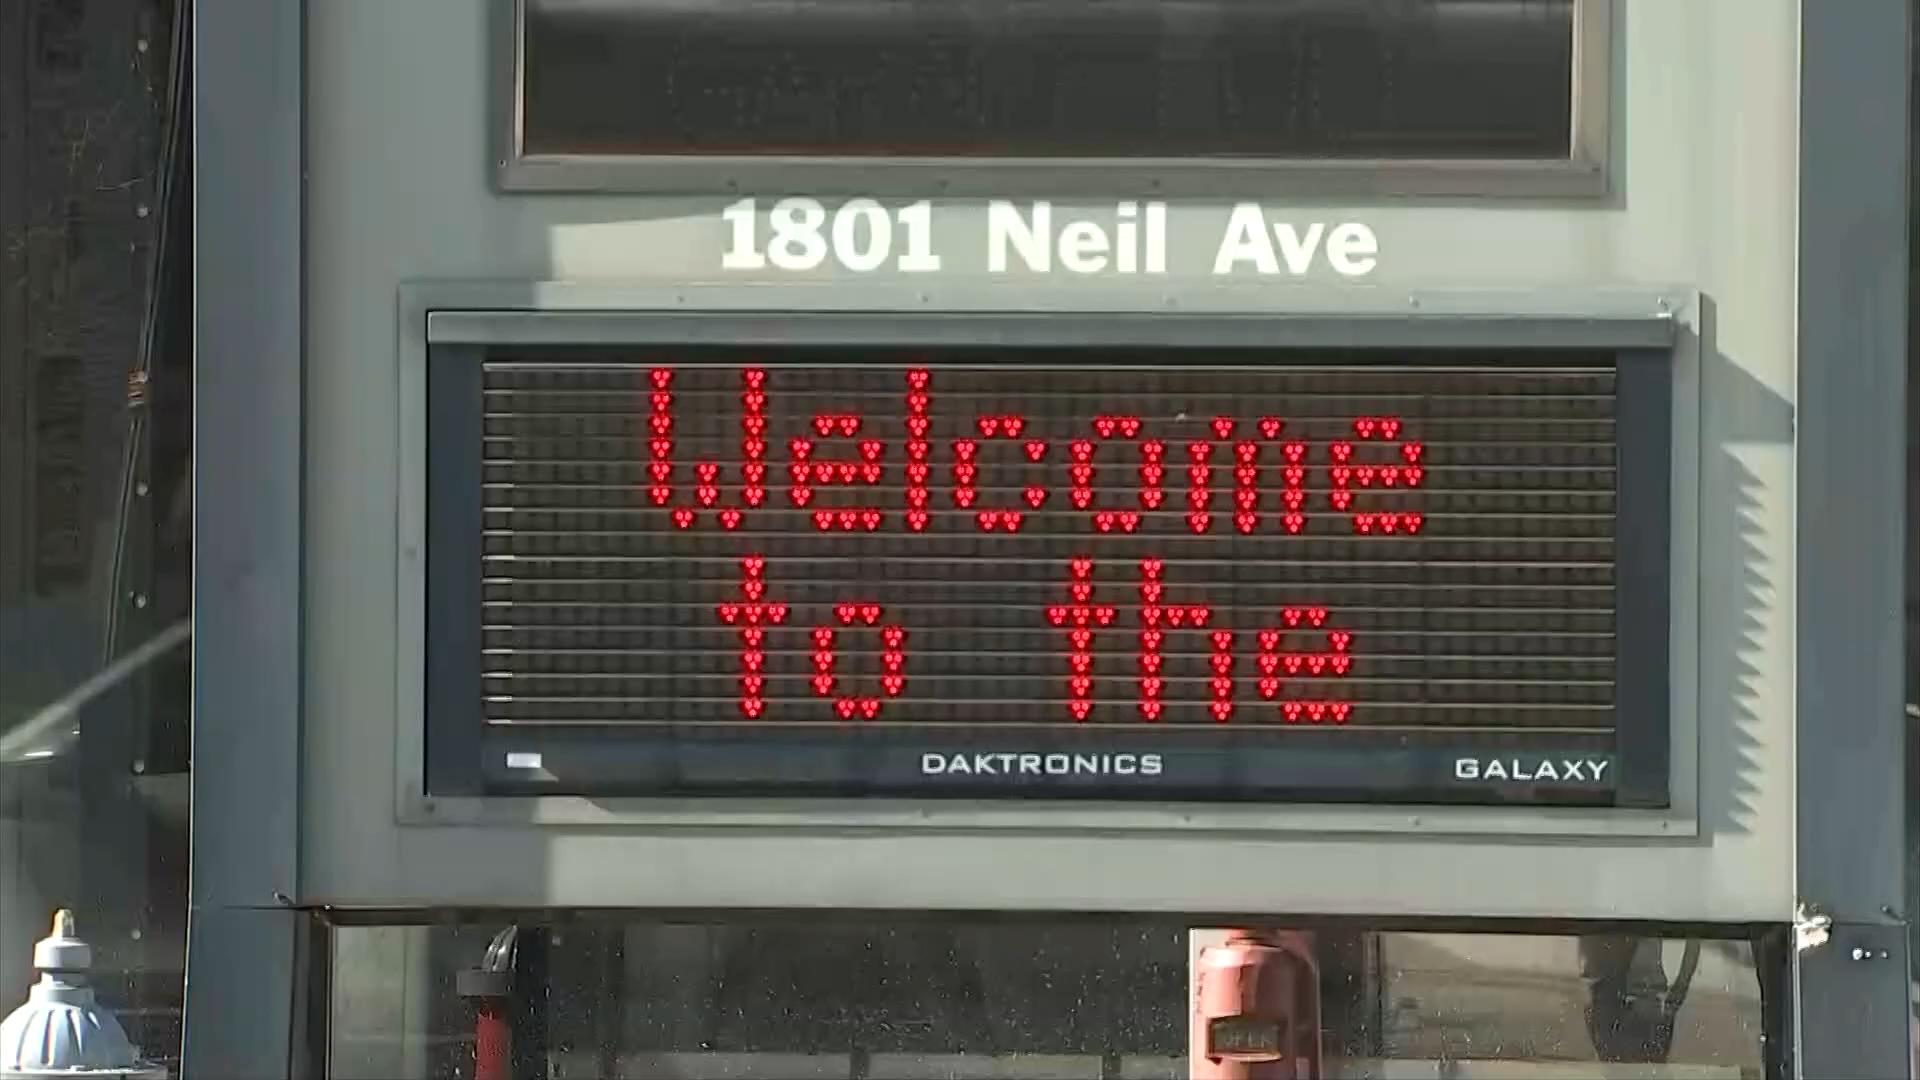 1801 Neil Ave
Welcome
to the
DAKTRONICS
GALAXY